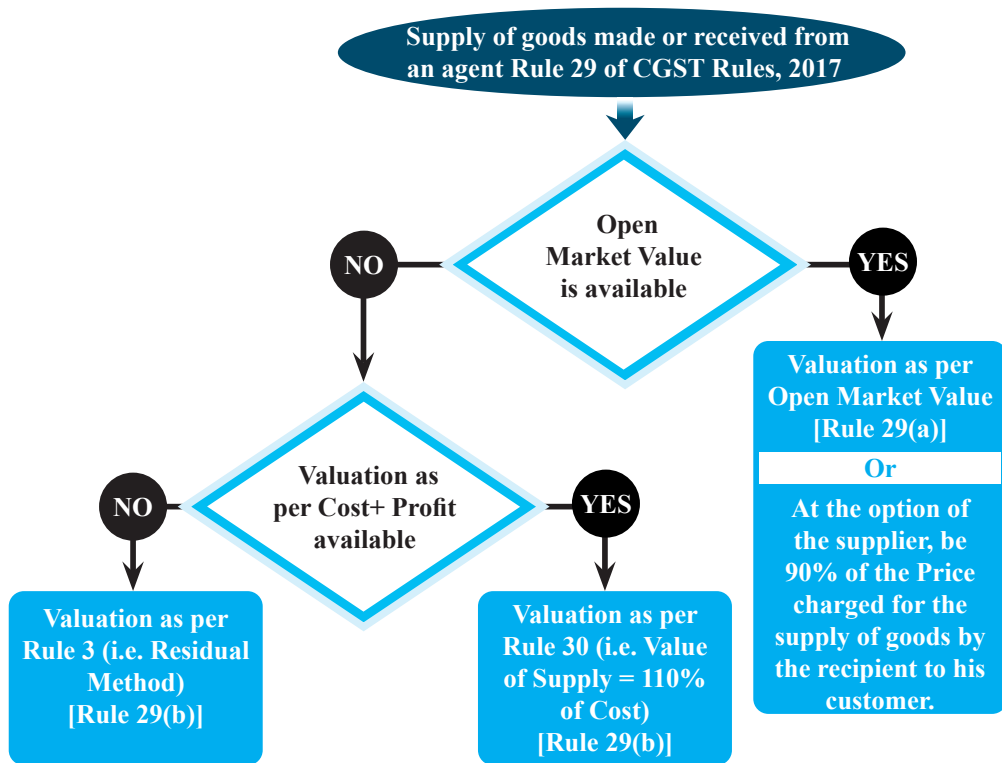 Supply of goods made or received from
an agent Rule 29 of CGST Rules, 2017
Open
Market Value
is available
NO
YES
Valuation as per
Open Market Value
[Rule 29(a)]
Or
At the option of
the supplier, be
90% of the Price
charged for the
supply of goods by
the recipient to his
customer.
Valuation as
per Cost+ Profit
available
NO
YES
Valuation as per
Rule 3 (i.e. Residual
Method)
[Rule 29(b)]
Valuation as per
Rule 30 (i.e. Value
of Supply = 110%
of Cost)
[Rule 29(b)]